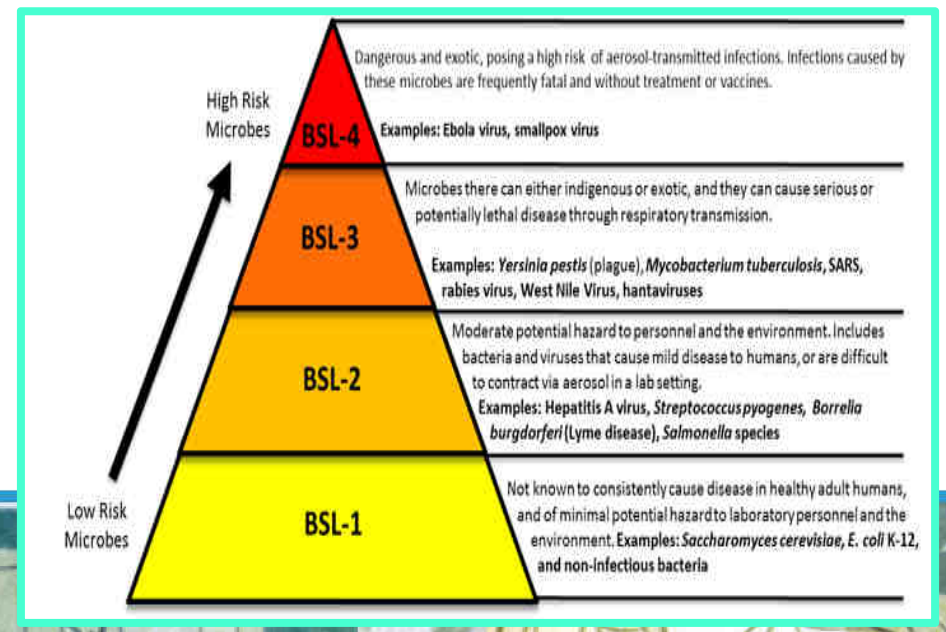 Dangerous and exotic, posing a high risk of aerosol-transmitted infections. Infections caused by
these microbes are frequently fatal and without treatment or vaccines.
High Risk
Microbes
BSL-4
Examples: Ebola virus, smallpox virus
Microbes there can either indigenous or exotic, and they can cause serious or
potentially lethal disease through respiratory transmission.
BSL-3
Examples: Yersinia pestis (plague), Mycobacterium tuberculosis, SARS,
rabies virus, West Nile Virus, hantaviruses
Moderate potential hazard to personnel and the environment. Includes
bacteria and viruses that cause mild disease to humans, or are difficult
to contract via aerosol in a lab setting.
BSL-2
Examples: Hepatitis A virus, Streptococcus pyogenes, Borrella
burgdorferi (Lyme disease), Salmonella species
Not known to consistently cause disease in healthy adult humans,
and of minimal potential hazard to laboratory personnel and the
environment. Examples: Saccharomyces cerevisiae, E. coli K-12,
and non-infectious bacteria
BSL-1
Low Risk
Microbes